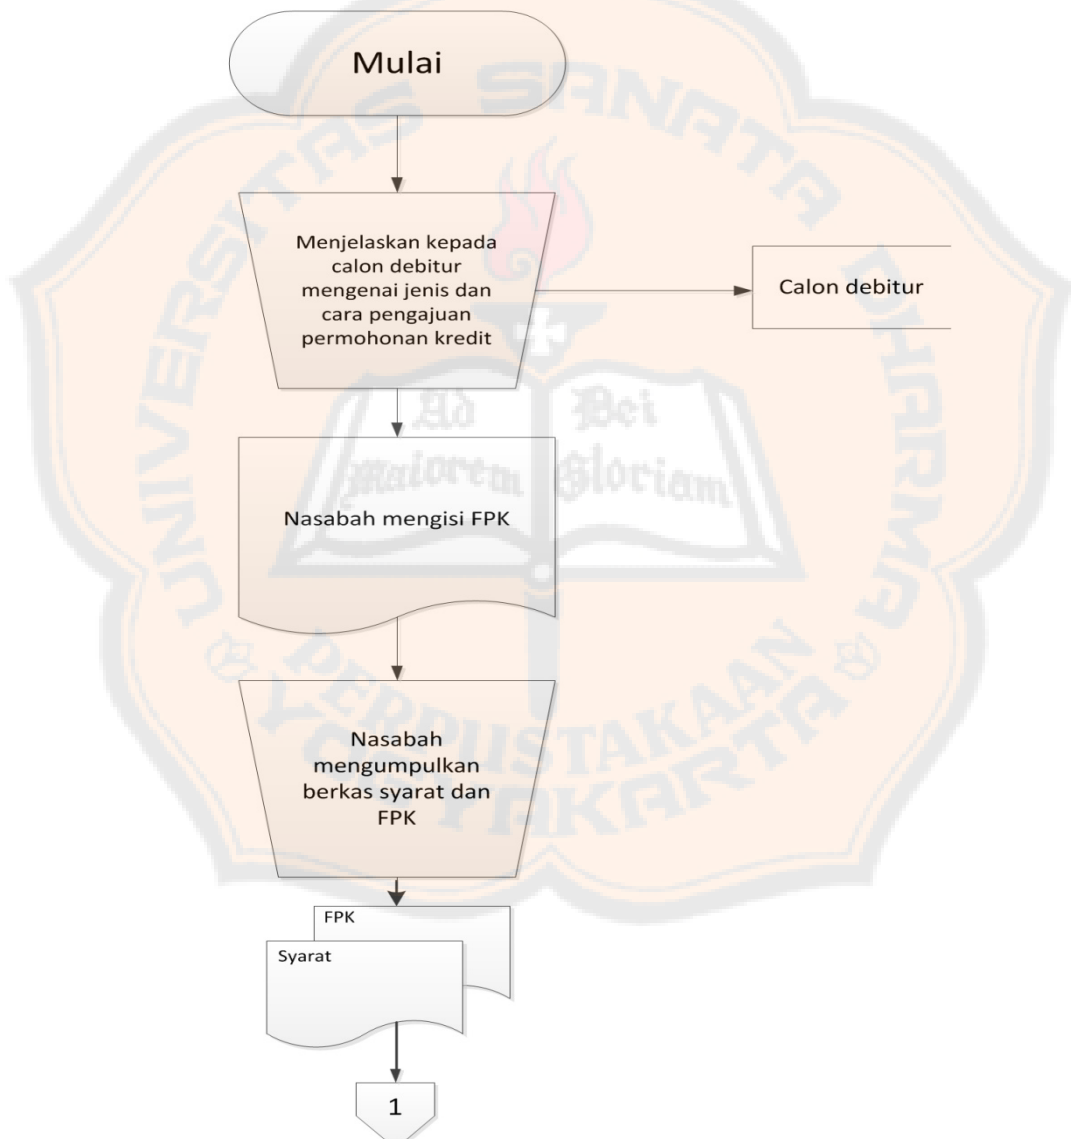 Mulai
Menjelaskan kepada
calon debitur
mengenai jenis dan
cara pengajuan
permohonan kredit
Calon debitur
Nasabah mengisi FPK
Nasabah
mengumpulkan
berkas syarat dan
FPK
FPK
Syarat
1
UNIVERSITAS SANATA DHARMA
Ad Dei
Maiorem Gloriam
PERPUSTAKAAN
YOGYAKARTA